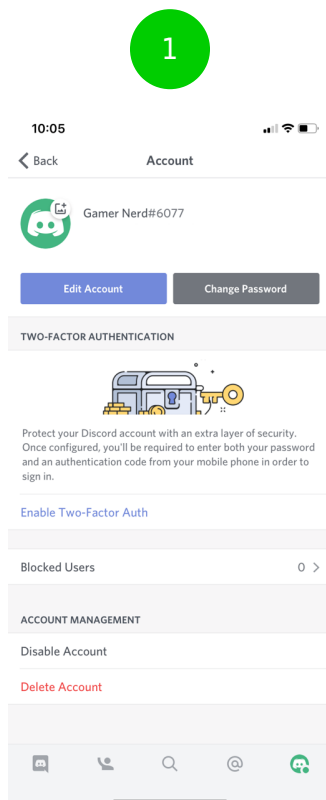 1
10:05
Back
Account
Gamer Nerd#6077
Edit Account
Change Password
TWO-FACTOR AUTHENTICATION
Protect your Discord account with an extra layer of security.
Once configured, you'll be required to enter both your password
and an authentication code from your mobile phone in order to
sign in.
Enable Two-Factor Auth
Blocked Users 0
ACCOUNT MANAGEMENT
Disable Account
Delete Account